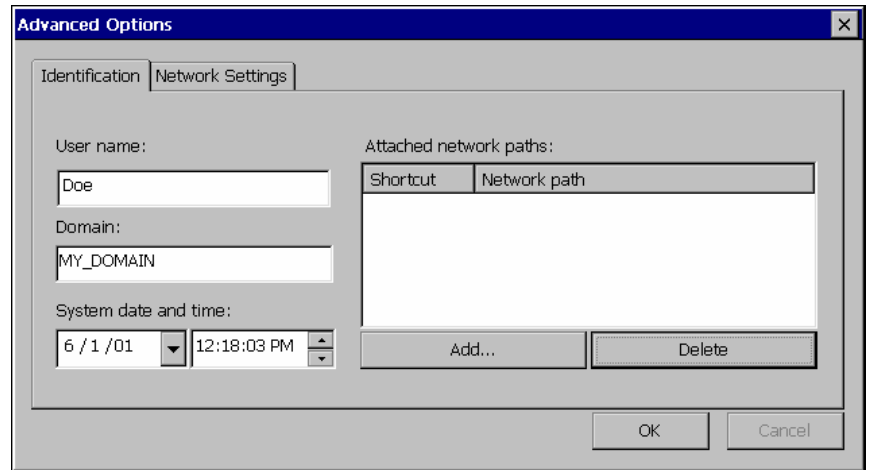 Advanced Options
Identification
Network Settings
User name:
Doe
Domain:
MY_DOMAIN
System date and time:
6 / 1 /01
12:18:03 PM
Attached network paths:
Shortcut
Network path
Add...
Delete
OK
Cancel